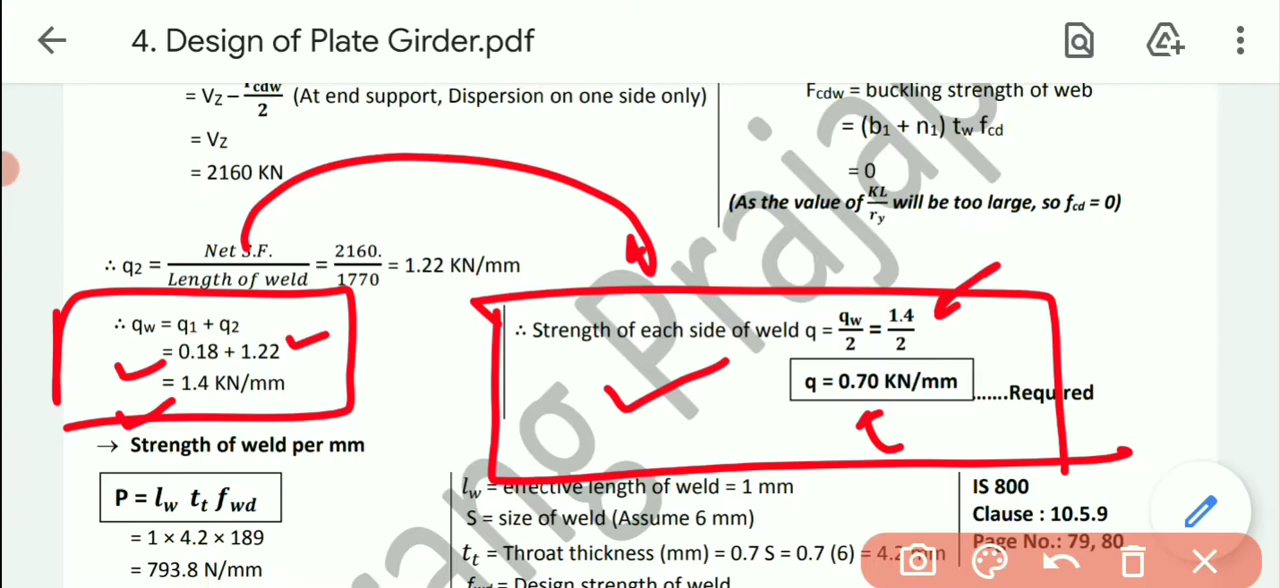 4. Design of Plate Girder.pdf
= Vz – Fcdw/2 (At end support, Dispersion on one side only)
= Vz
= 2160 KN
Fcdw = buckling strength of web
= (b1 + n1) tw fcd
= 0
(As the value of KL/ry will be too large, so fcd = 0)
∴ q2 = Net S.F./Length of weld = 2160./1770 = 1.22 KN/mm
∴ qw = q1 + q2
= 0.18 + 1.22
= 1.4 KN/mm
∴ Strength of each side of weld q = qw/2 = 1.4/2
q = 0.70 KN/mm .......Required
→ Strength of weld per mm
P = lw tt fwd
= 1 × 4.2 × 189
= 793.8 N/mm
lw = effective length of weld = 1 mm
S = size of weld (Assume 6 mm)
tt = Throat thickness (mm) = 0.7 S = 0.7 (6) = 4.2 mm
fwd = Design strength of weld
IS 800
Clause : 10.5.9
Page No.: 79, 80